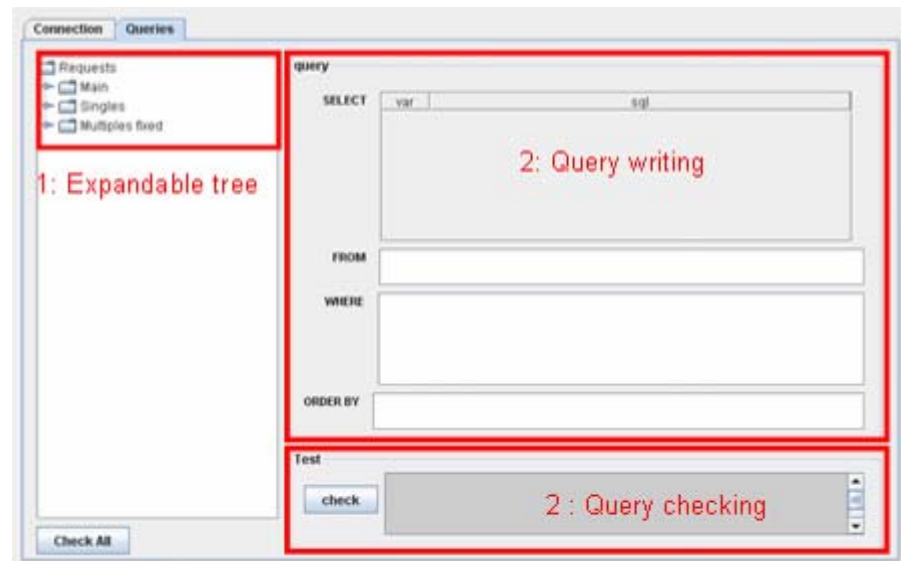 Connection Queries
Requests
Main
Singles
Multiples fixed
1: Expandable tree
Check All
query
SELECT var sql
2: Query writing
FROM
WHERE
ORDER BY
Test
check
2 : Query checking